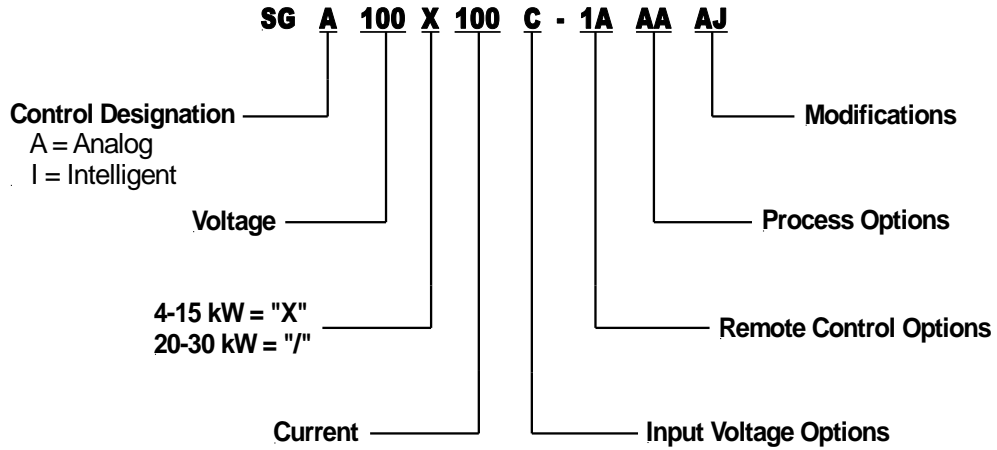 SG A 100 X 100 C - 1A AA AJ
Control Designation
A = Analog
I = Intelligent
Modifications
Voltage
Process Options
4-15 kW = "X"
20-30 kW = "/"
Remote Control Options
Current
Input Voltage Options